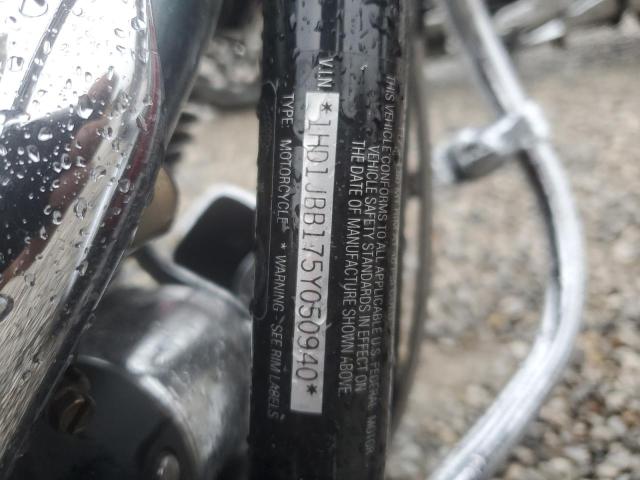 THIS VEHICLE CONFORMS TO ALL APPLICABLE U.S. FEDERAL MOTOR
VEHICLE SAFETY STANDARDS IN EFFECT ON
THE DATE OF MANUFACTURE SHOWN ABOVE
V.I.N. *1HD1JBB175Y050940*
TYPE: MOTORCYCLE * WARNING - SEE RIM LABELS